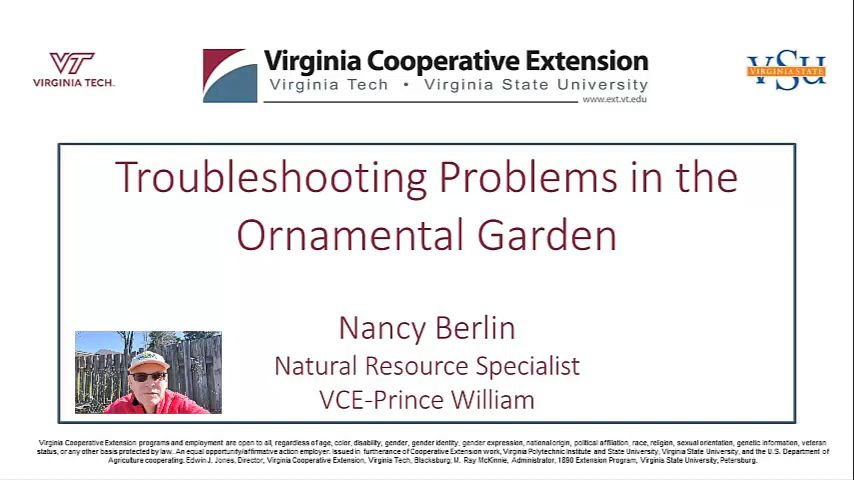 VT
VIRGINIA TECH.
Virginia Cooperative Extension
Virginia Tech • Virginia State University
www.ext.vt.edu
VSU
VIRGINIA STATE
Troubleshooting Problems in the
Ornamental Garden
Nancy Berlin
Natural Resource Specialist
VCE-Prince William
Virginia Cooperative Extension programs and employment are open to all, regardless of age, color, disability, gender, gender identity, gender expression, national origin, political affiliation, race, religion, sexual orientation, genetic information, veteran
status, or any other basis protected by law. An equal opportunity/affirmative action employer. Issued in furtherance of Cooperative Extension work, Virginia Polytechnic Institute and State University, Virginia State University, and the U.S. Department of
Agriculture cooperating. Edwin J. Jones, Director, Virginia Cooperative Extension, Virginia Tech, Blacksburg; M. Ray McKinnie, Administrator, 1890 Extension Program, Virginia State University, Petersburg.